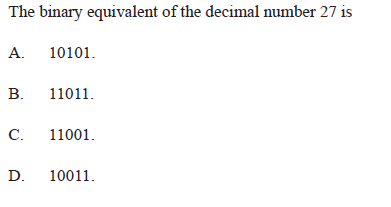 The binary equivalent of the decimal number 27 is
A. 10101.
B. 11011.
C. 11001.
D. 10011.